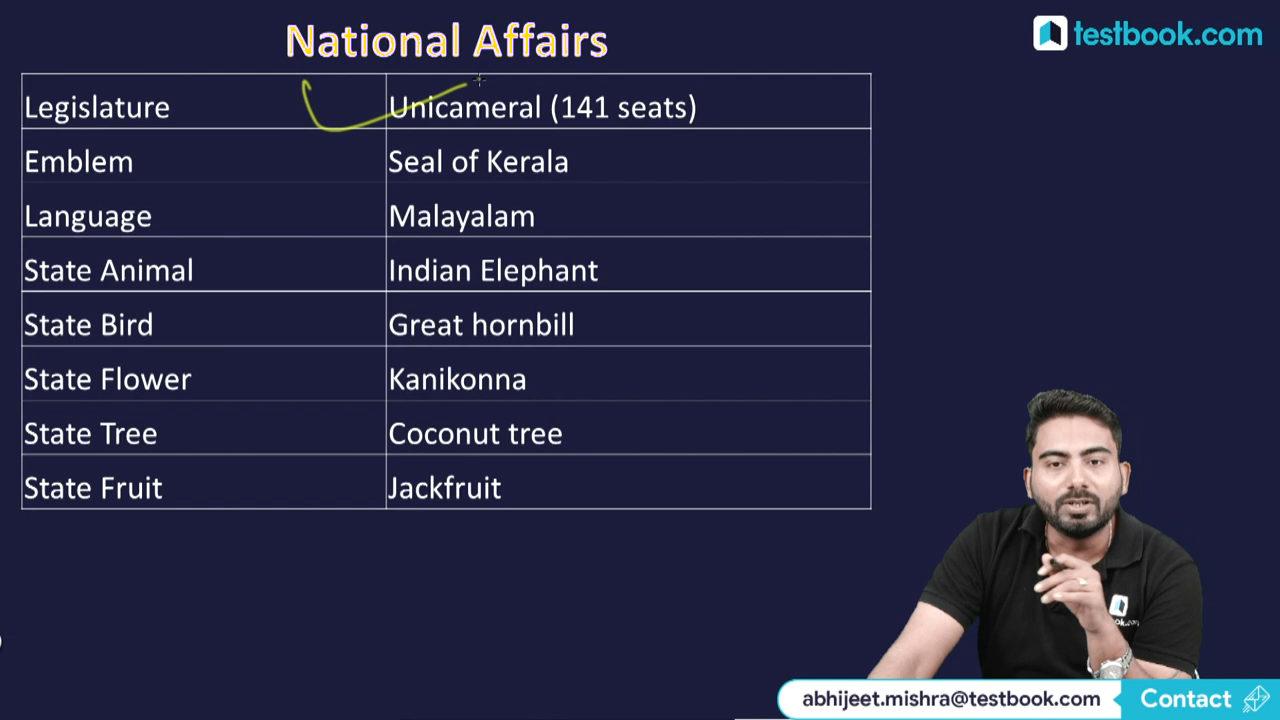 National Affairs
testbook.com
Legislature Unicameral (141 seats)
Emblem Seal of Kerala
Language Malayalam
State Animal Indian Elephant
State Bird Great hornbill
State Flower Kanikonna
State Tree Coconut tree
State Fruit Jackfruit
abhijeet.mishra@testbook.com Contact